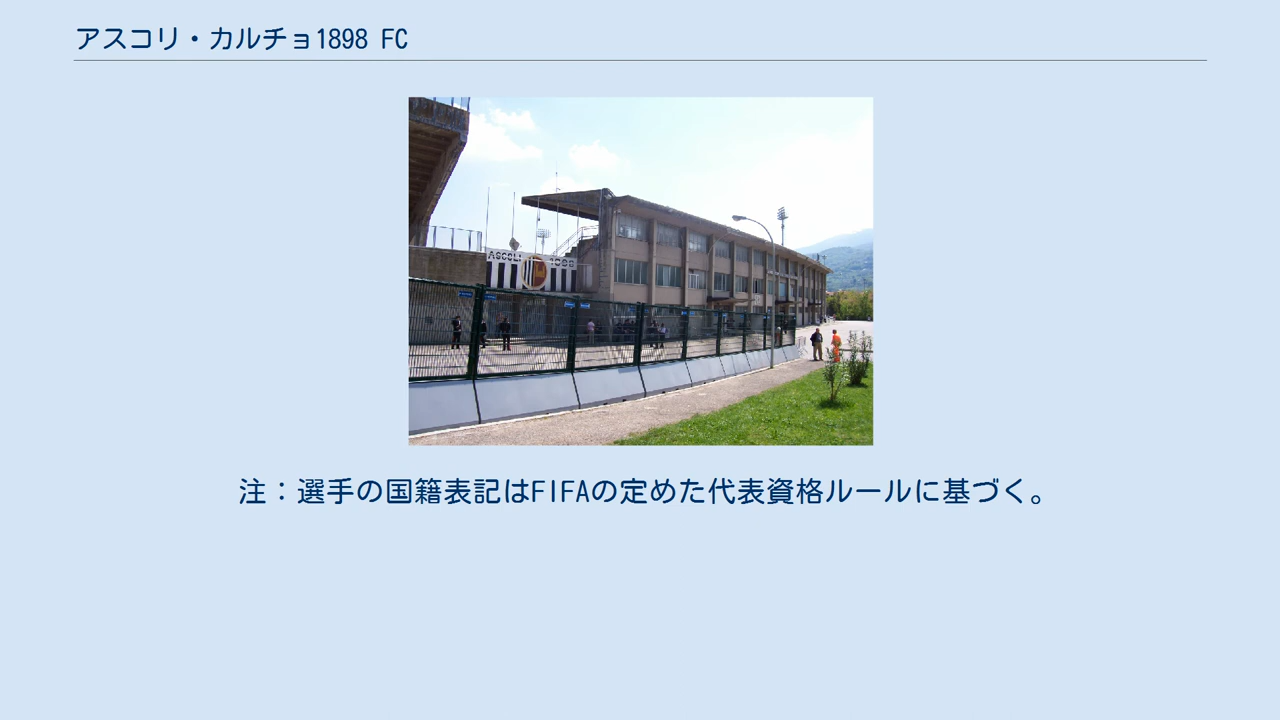 アスコリ・カルチョ1898 FC
ASCOLI 1898
注：選手の国籍表記はFIFAの定めた代表資格ルールに基づく。